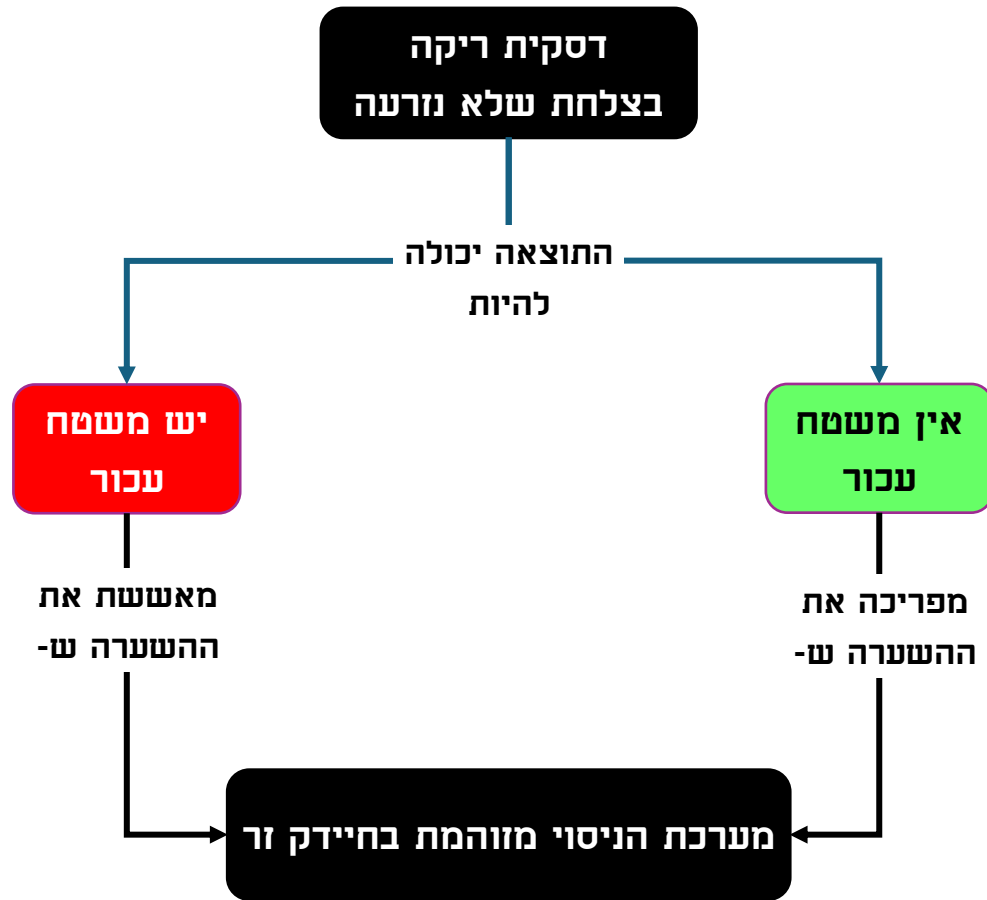 דסקית ריקה
בצלחת שלא נזרעה
התוצאה יכולה
להיות
אין משטח
עכור
יש משטח
עכור
מפריכה את
ההשערה ש-
מאששת את
ההשערה ש-
מערכת הניסוי מזוהמת בחיידק זר